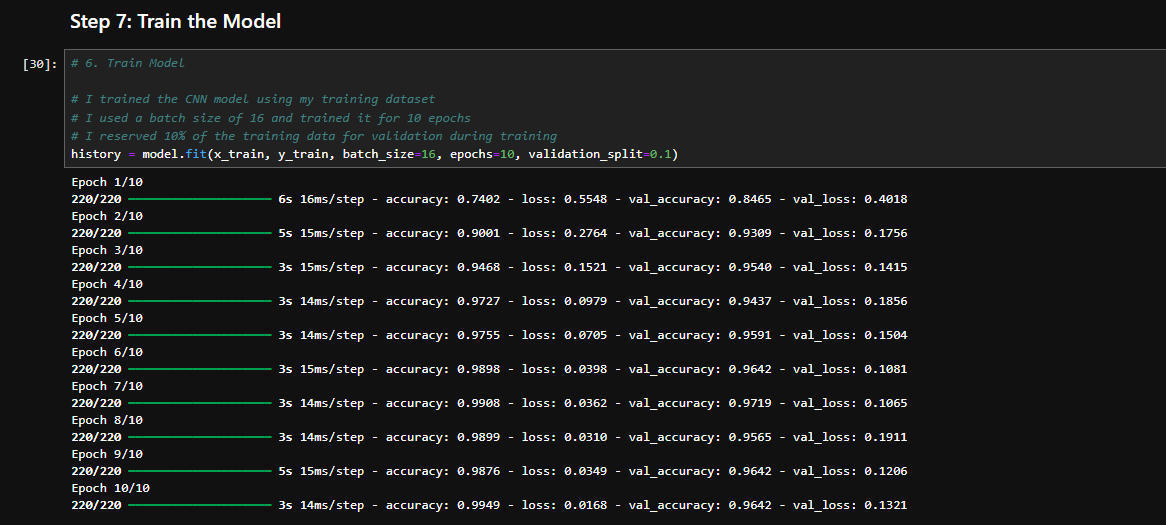 Step 7: Train the Model
[30]: # 6. Train Model
# I trained the CNN model using my training dataset
# I used a batch size of 16 and trained it for 10 epochs
# I reserved 10% of the training data for validation during training
history = model.fit(x_train, y_train, batch_size=16, epochs=10, validation_split=0.1)
Epoch 1/10
220/220 ━━━━━━━━━━━━━━━━━━━━ 6s 16ms/step - accuracy: 0.7402 - loss: 0.5548 - val_accuracy: 0.8465 - val_loss: 0.4018
Epoch 2/10
220/220 ━━━━━━━━━━━━━━━━━━━━ 5s 15ms/step - accuracy: 0.9001 - loss: 0.2764 - val_accuracy: 0.9309 - val_loss: 0.1756
Epoch 3/10
220/220 ━━━━━━━━━━━━━━━━━━━━ 3s 15ms/step - accuracy: 0.9468 - loss: 0.1521 - val_accuracy: 0.9540 - val_loss: 0.1415
Epoch 4/10
220/220 ━━━━━━━━━━━━━━━━━━━━ 3s 14ms/step - accuracy: 0.9727 - loss: 0.0979 - val_accuracy: 0.9437 - val_loss: 0.1856
Epoch 5/10
220/220 ━━━━━━━━━━━━━━━━━━━━ 3s 14ms/step - accuracy: 0.9755 - loss: 0.0705 - val_accuracy: 0.9591 - val_loss: 0.1504
Epoch 6/10
220/220 ━━━━━━━━━━━━━━━━━━━━ 3s 15ms/step - accuracy: 0.9898 - loss: 0.0398 - val_accuracy: 0.9642 - val_loss: 0.1081
Epoch 7/10
220/220 ━━━━━━━━━━━━━━━━━━━━ 3s 14ms/step - accuracy: 0.9908 - loss: 0.0362 - val_accuracy: 0.9719 - val_loss: 0.1065
Epoch 8/10
220/220 ━━━━━━━━━━━━━━━━━━━━ 3s 14ms/step - accuracy: 0.9899 - loss: 0.0310 - val_accuracy: 0.9565 - val_loss: 0.1911
Epoch 9/10
220/220 ━━━━━━━━━━━━━━━━━━━━ 5s 15ms/step - accuracy: 0.9876 - loss: 0.0349 - val_accuracy: 0.9642 - val_loss: 0.1206
Epoch 10/10
220/220 ━━━━━━━━━━━━━━━━━━━━ 3s 14ms/step - accuracy: 0.9949 - loss: 0.0168 - val_accuracy: 0.9642 - val_loss: 0.1321